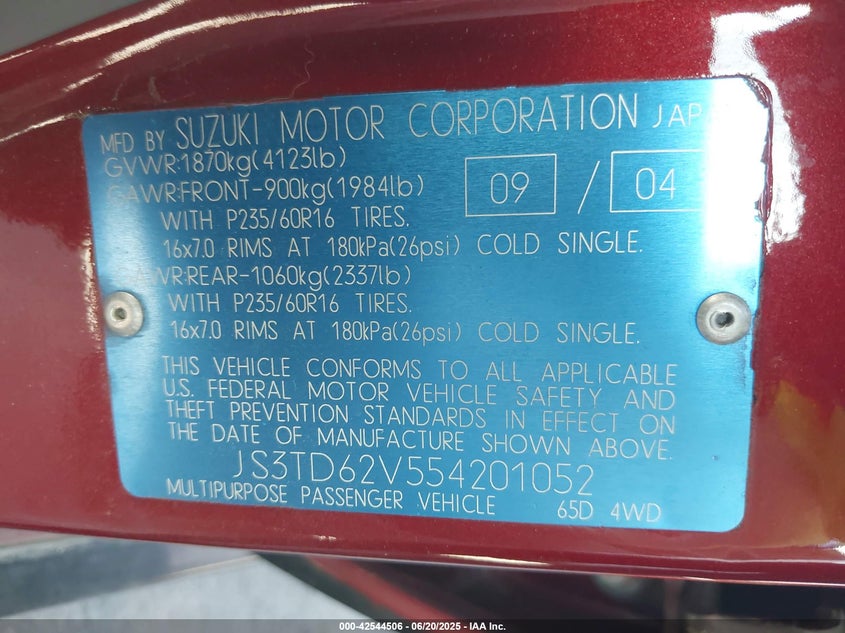 MFD BY SUZUKI MOTOR CORPORATION JAP
GVWR:1870kg(4123lb)
GAWR:FRONT-900kg(1984lb)
09 / 04
WITH P235/60R16 TIRES.
16x7.0 RIMS AT 180kPa(26psi) COLD SINGLE.
WR:REAR-1060kg(2337lb)
WITH P235/60R16 TIRES.
16x7.0 RIMS AT 180kPa(26psi) COLD SINGLE.
THIS VEHICLE CONFORMS TO ALL APPLICABLE
U.S. FEDERAL MOTOR VEHICLE SAFETY AND
THEFT PREVENTION STANDARDS IN EFFECT ON
THE DATE OF MANUFACTURE SHOWN ABOVE.
JS3TD62V554201052
MULTIPURPOSE PASSENGER VEHICLE 65D 4WD
000-42544506 - 06/20/2025 - IAA Inc.